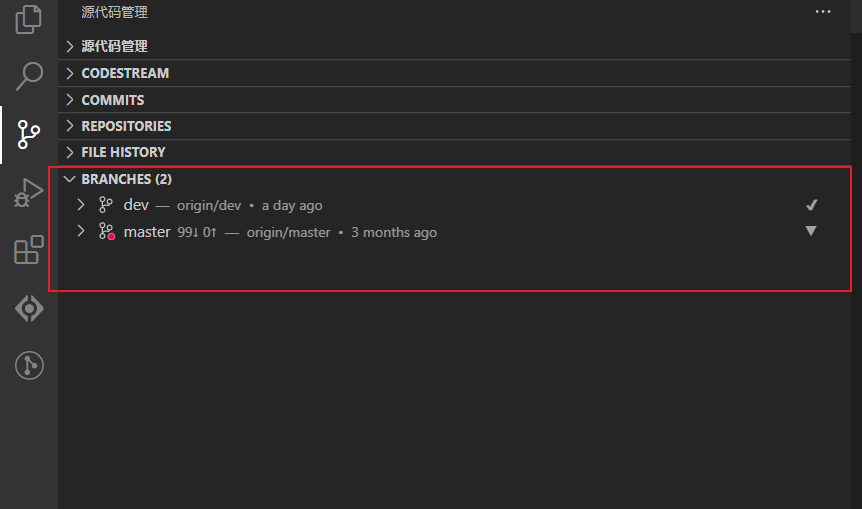 源代码管理
源代码管理
CODESTREAM
COMMITS
REPOSITORIES
FILE HISTORY
BRANCHES (2)
dev — origin/dev • a day ago
master 99↓ 0↑ — origin/master • 3 months ago